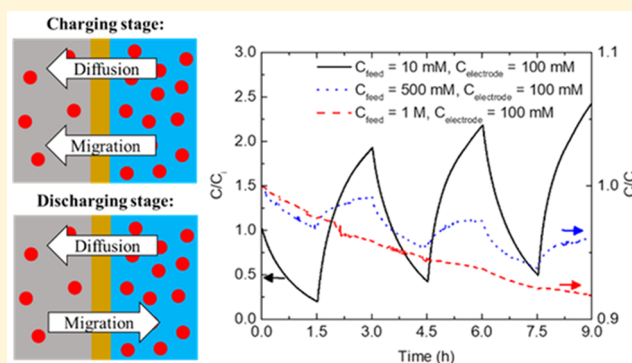 Charging stage:
Diffusion
Migration
Discharging stage:
Diffusion
Migration
C_feed = 10 mM, C_electrode = 100 mM
C_feed = 500 mM, C_electrode = 100 mM
C_feed = 1 M, C_electrode = 100 mM
C/C_i
3.0
2.5
2.0
1.5
1.0
0.5
0.0
1.1
1.0
0.9
C/C_i
0.0 1.5 3.0 4.5 6.0 7.5 9.0
Time (h)